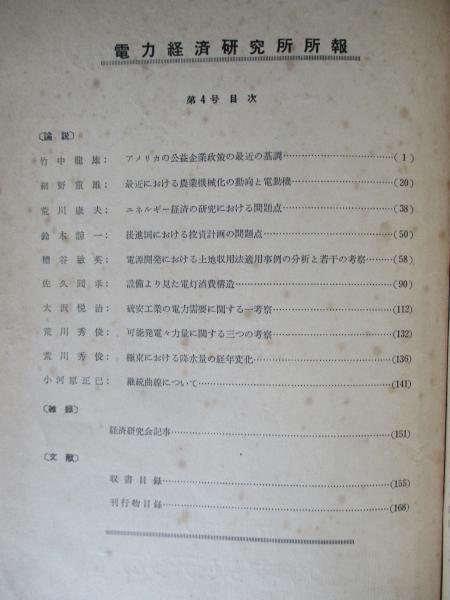 電力経済研究所所報
第4号 目次
〔論説〕
竹中龍雄: アメリカの公益企業政策の最近の基調…………(1)
細野重雄: 最近における農業機械化の動向と電動機…………(20)
荒川康夫: エネルギー経済の研究における問題点…………(38)
鈴木諒一: 後進国における投資計画の問題点…………(50)
糟谷敏英: 電源開発における土地収用法適用事例の分析と若干の考察…………(58)
佐久間 設備より見た電灯消費構造…………(90)
大沢悦治: 硫安工業の電力需要に関する一考察…………(112)
荒川秀俊: 可能発電々力量に関する三つの考察…………(132)
荒川秀俊: 極東における降水量の経年変化…………(136)
小河原正巳: 継続曲線について…………(141)
〔雑録〕
経済研究会記事…………(151)
〔文献〕
収書目録…………(155)
刊行物目録…………(168)